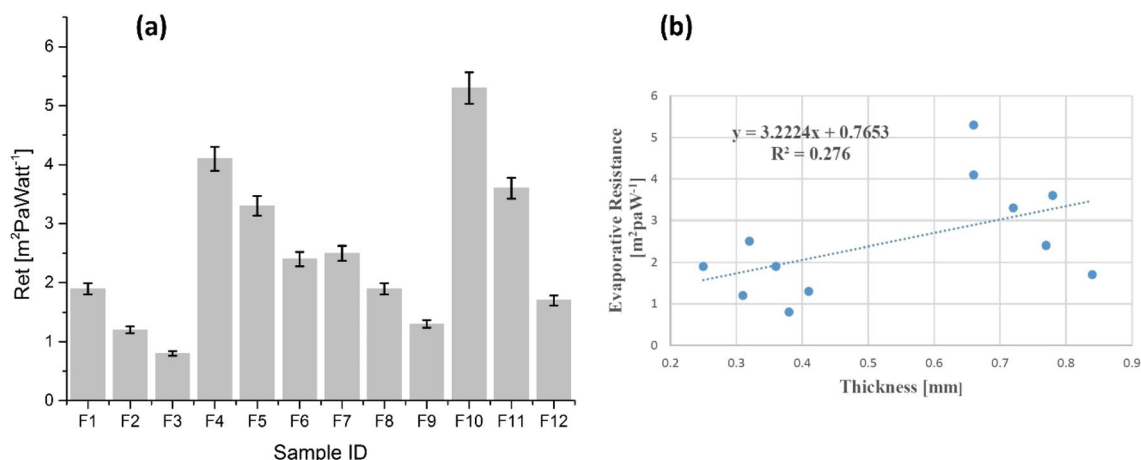 (a)
Ret [m²PaWatt⁻¹]
6
5
4
3
2
1
0
F1 F2 F3 F4 F5 F6 F7 F8 F9 F10 F11 F12
Sample ID
(b)
Evaporative Resistance
[m²paW⁻¹]
y = 3.2224x + 0.7653
R² = 0.276
6
5
4
3
2
1
0
0.2 0.3 0.4 0.5 0.6 0.7 0.8 0.9
Thickness [mm]